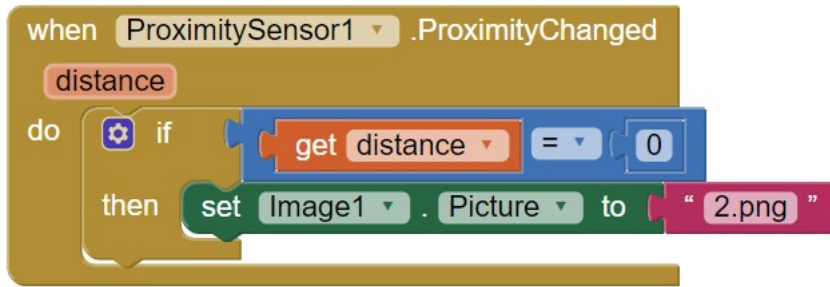 when ProximitySensor1 .ProximityChanged
distance
do if get distance = 0
then set Image1 . Picture to “ 2.png ”